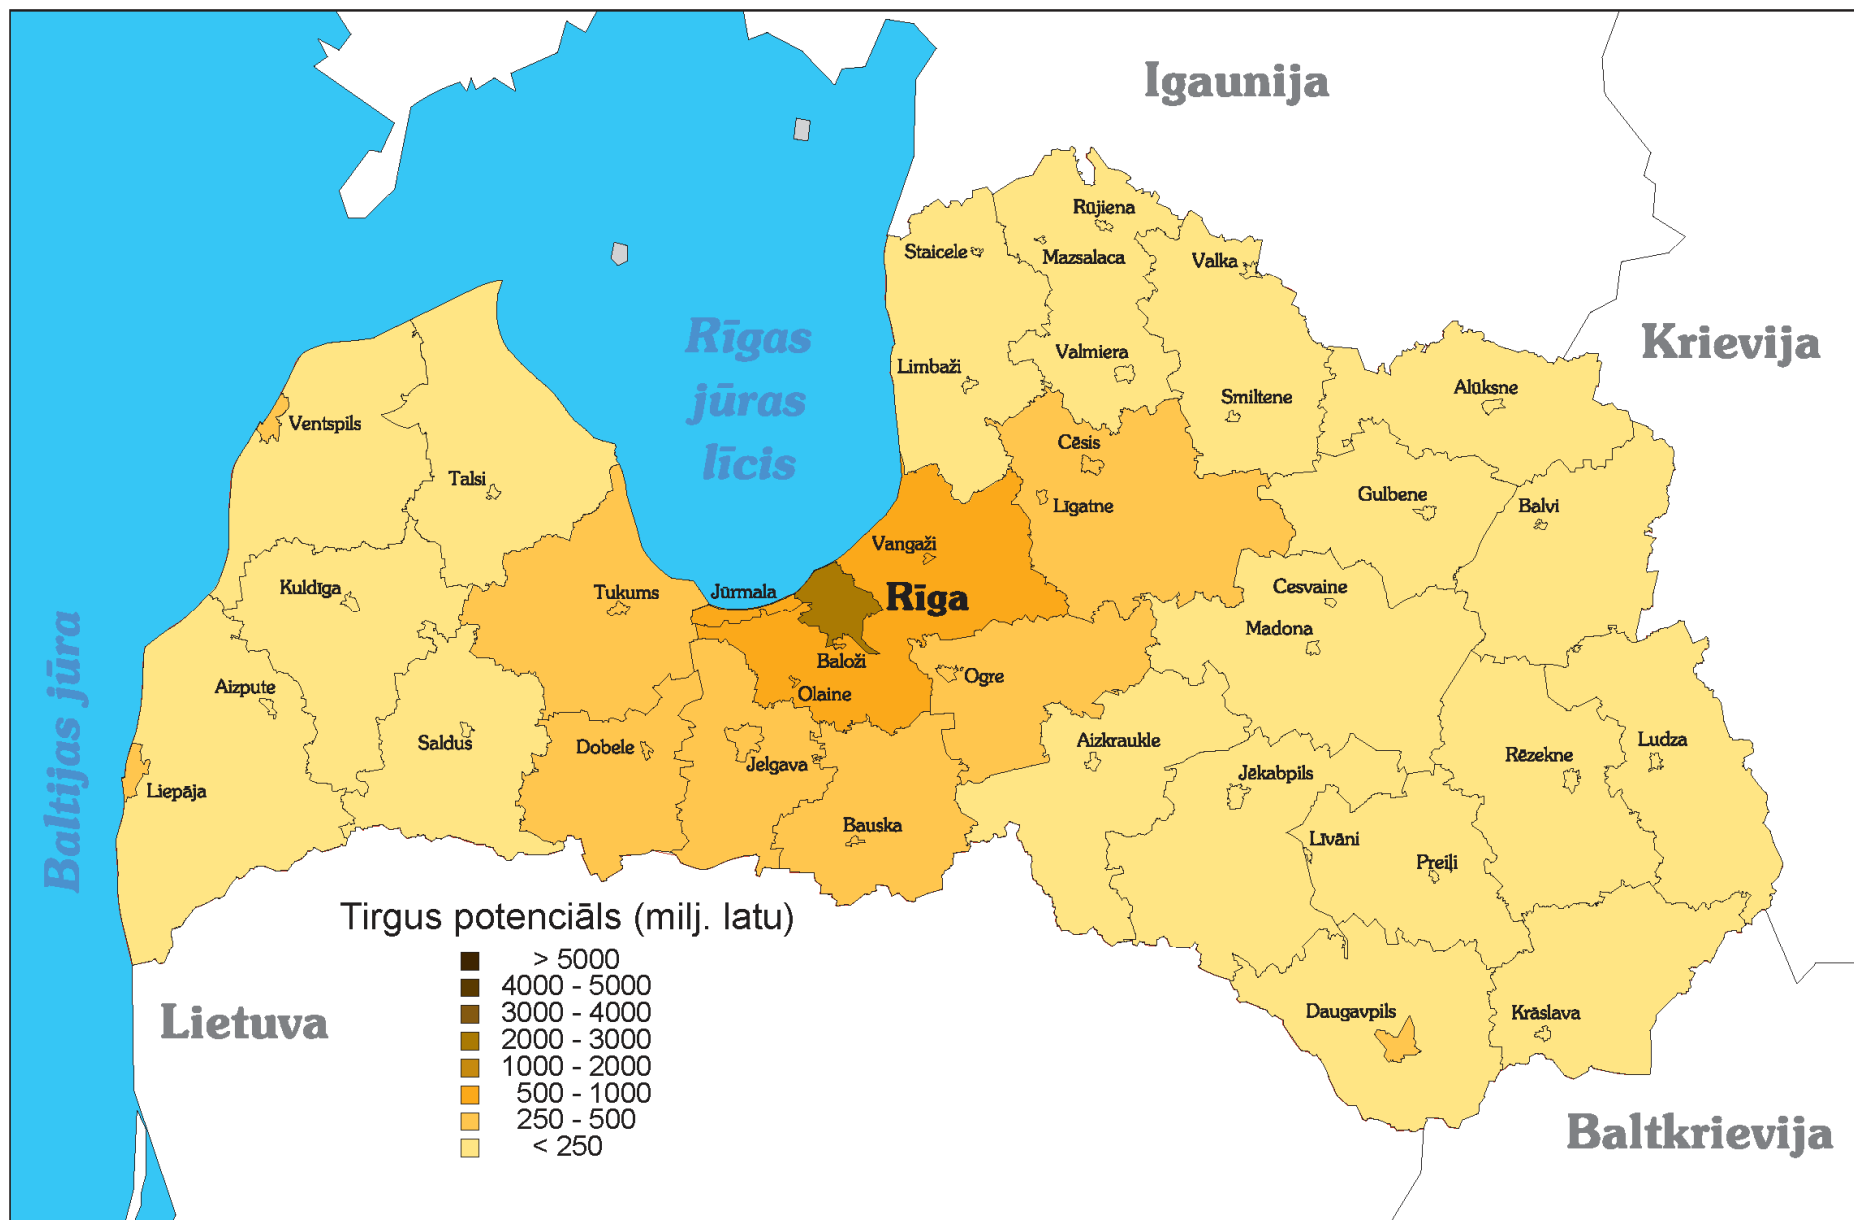 Igaunija
Rūjiena
Staicele
Mazsalaca
Valka
Rīgas
jūras
līcis
Krievija
Valmiera
Limbaži
Alūksne
Smiltene
Ventspils
Cēsis
Talsi
Gulbene
Līgatne
Balvi
Vangaži
Kuldīga
Tukums
Jūrmala
Rīga
Cesvaine
Madona
Baltijas jūra
Baloži
Ogre
Aizpute
Olaine
Saldus
Dobele
Aizkraukle
Ludza
Rēzekne
Jelgava
Jēkabpils
Liepāja
Bauska
Līvāni
Preiļi
Tirgus potenciāls (milj. latu)
> 5000
4000 - 5000
3000 - 4000
2000 - 3000
1000 - 2000
500 - 1000
250 - 500
< 250
Lietuva
Daugavpils
Krāslava
Baltkrievija